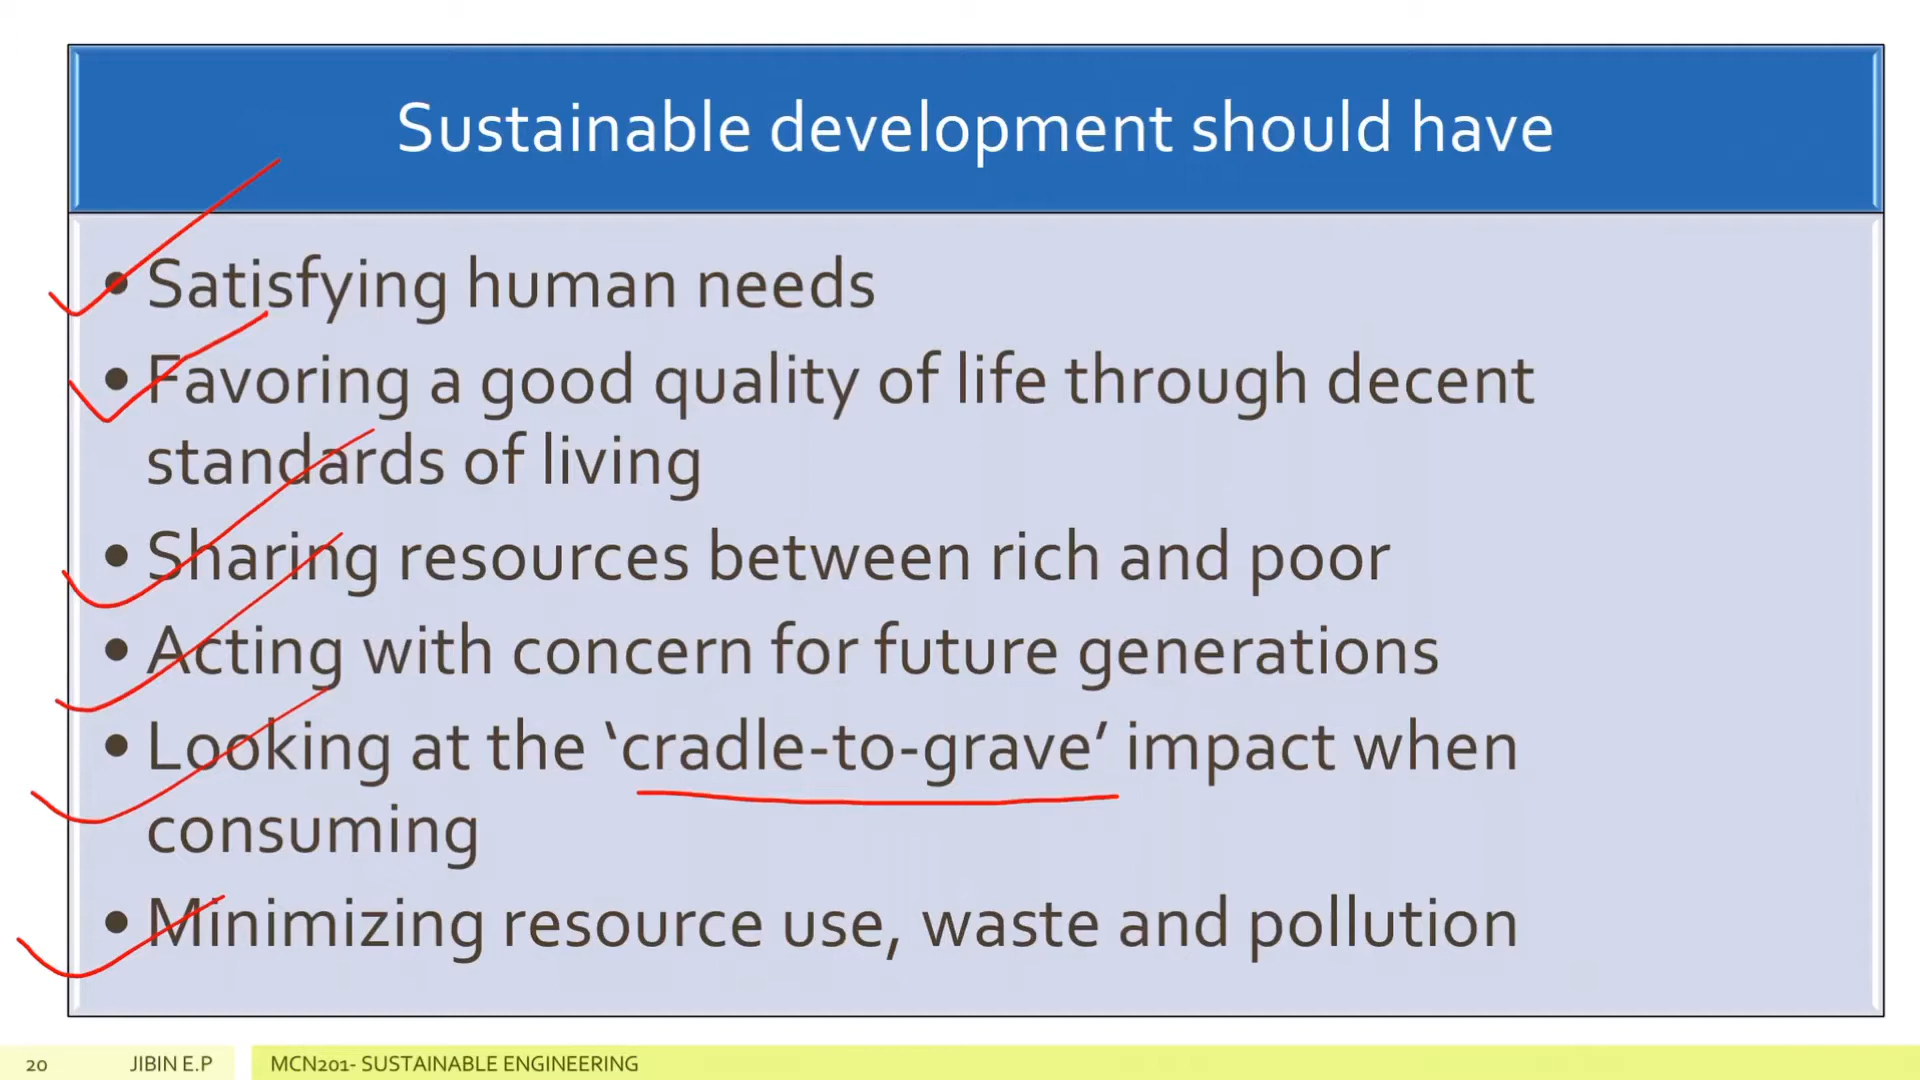 Sustainable development should have
• Satisfying human needs
• Favoring a good quality of life through decent
standards of living
• Sharing resources between rich and poor
• Acting with concern for future generations
• Looking at the ‘cradle-to-grave’ impact when
consuming
• Minimizing resource use, waste and pollution
20 JIBIN E.P MCN201- SUSTAINABLE ENGINEERING